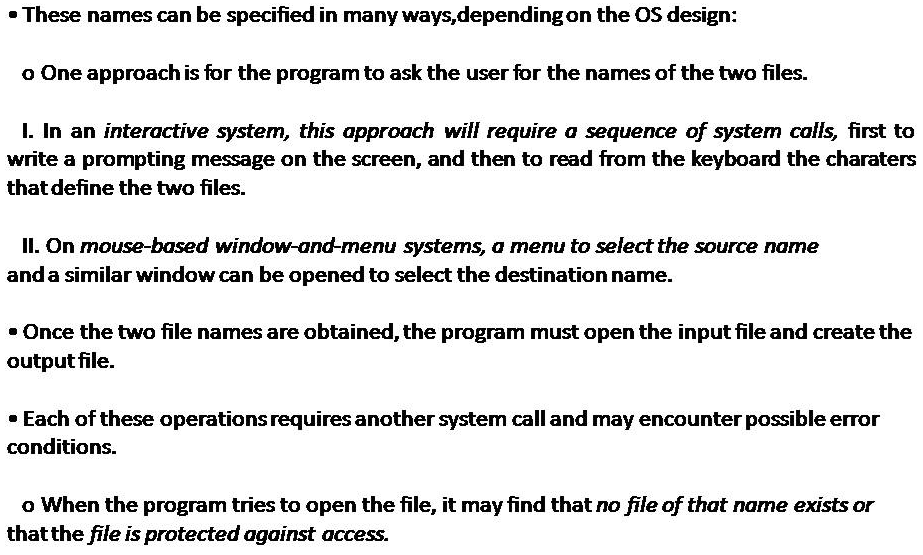 • These names can be specified in many ways,depending on the OS design:
o One approach is for the program to ask the user for the names of the two files.
I. In an interactive system, this approach will require a sequence of system calls, first to
write a prompting message on the screen, and then to read from the keyboard the charaters
that define the two files.
II. On mouse-based window-and-menu systems, a menu to select the source name
and a similar window can be opened to select the destination name.
• Once the two file names are obtained, the program must open the input file and create the
output file.
• Each of these operations requires another system call and may encounter possible error
conditions.
o When the program tries to open the file, it may find that no file of that name exists or
that the file is protected against access.